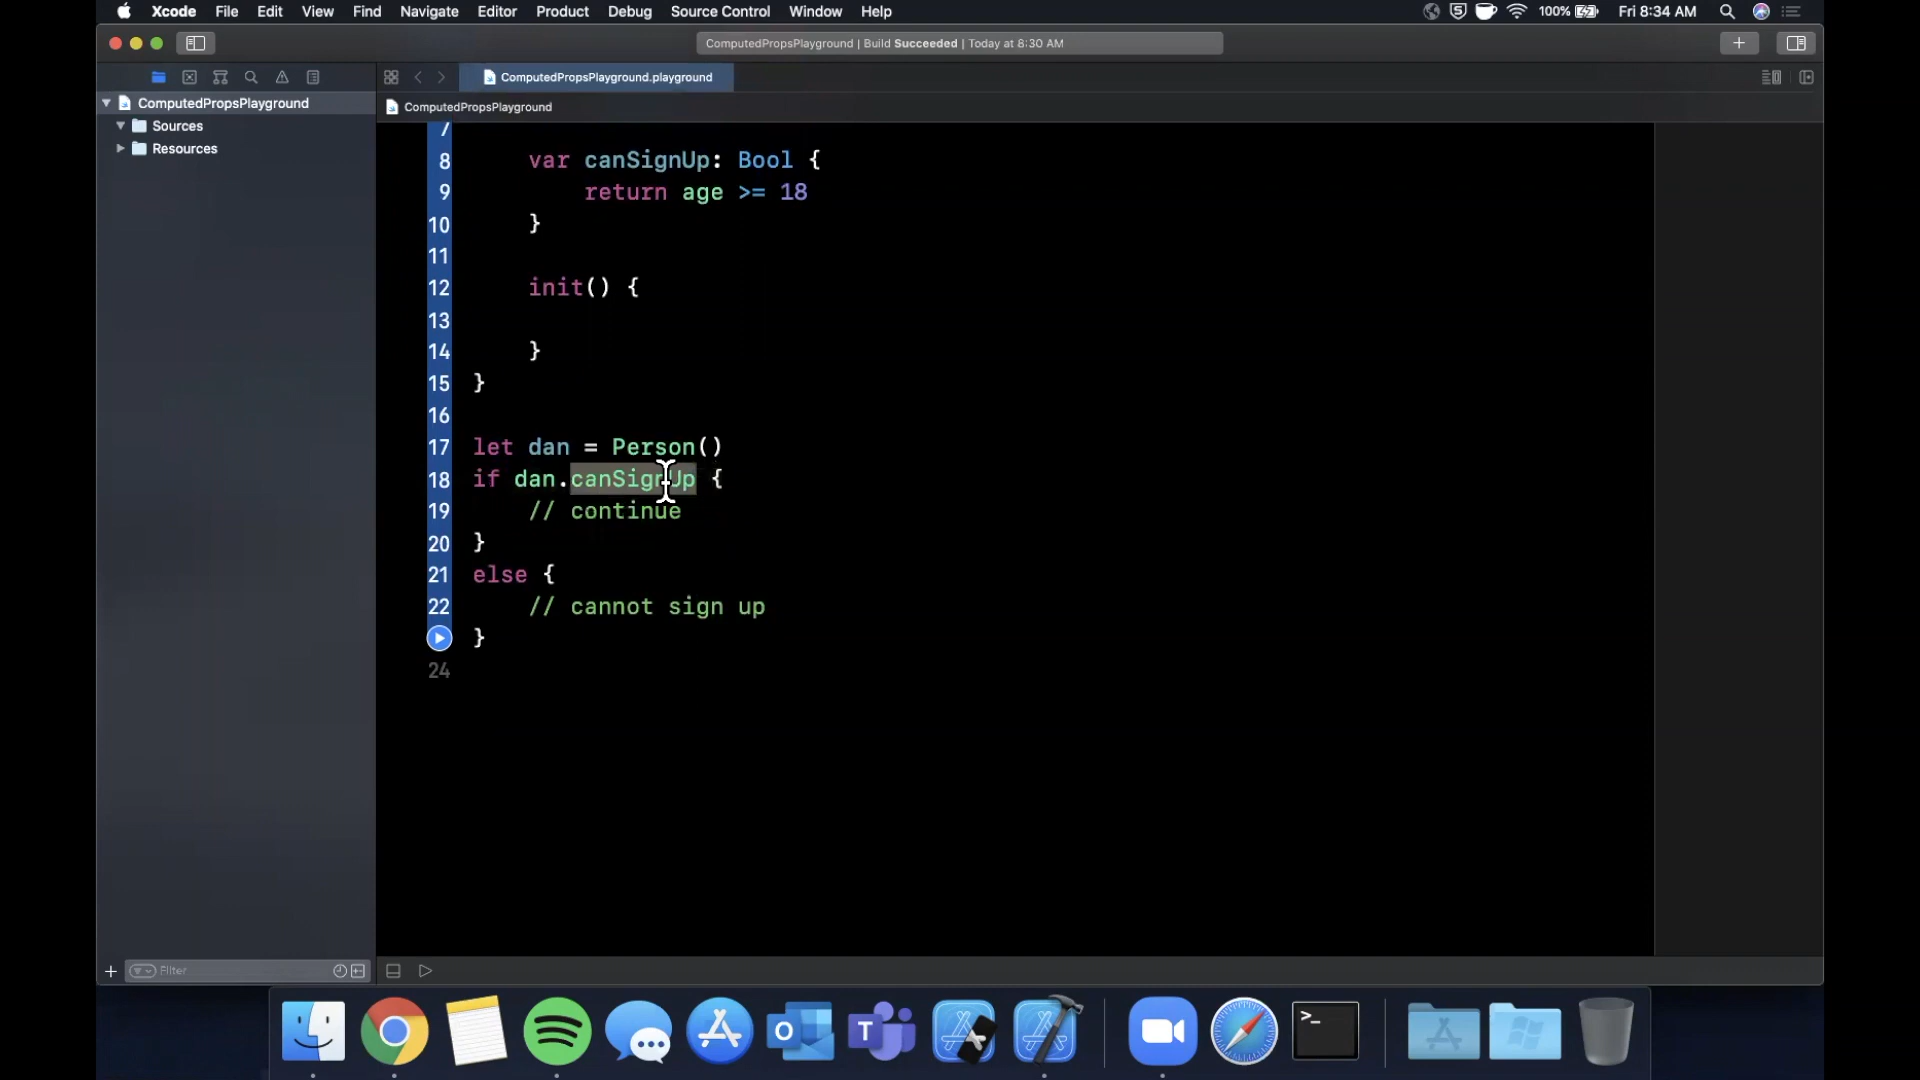 Xcode File Edit View Find Navigate Editor Product Debug Source Control Window Help 100% Fri 8:34 AM
ComputedPropsPlayground | Build Succeeded | Today at 8:30 AM
ComputedPropsPlayground.playground
ComputedPropsPlayground
ComputedPropsPlayground
Sources
Resources
7
8 var canSignUp: Bool {
9 return age >= 18
10 }
11
12 init() {
13
14 }
15 }
16
17 let dan = Person()
18 if dan.canSignUp {
19 // continue
20 }
21 else {
22 // cannot sign up
}
24
Filter